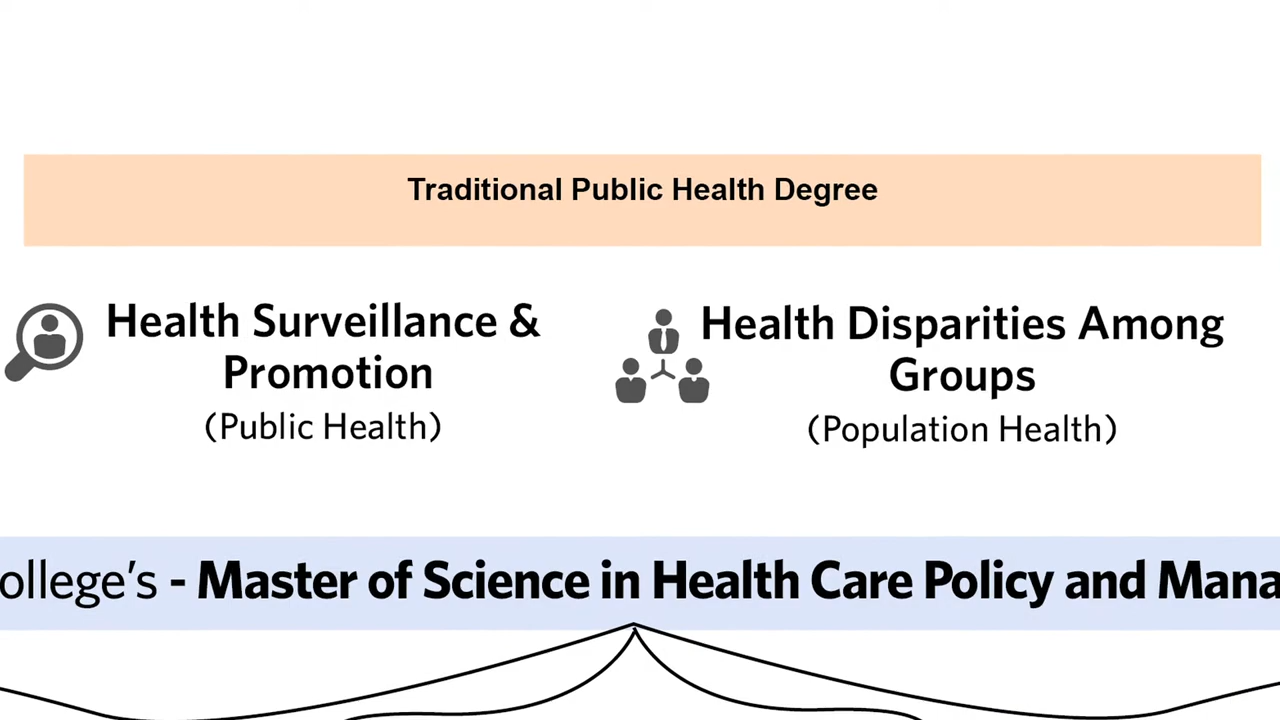 Traditional Public Health Degree
Health Surveillance &
Promotion
(Public Health)
Health Disparities Among
Groups
(Population Health)
ollege's - Master of Science in Health Care Policy and Mana